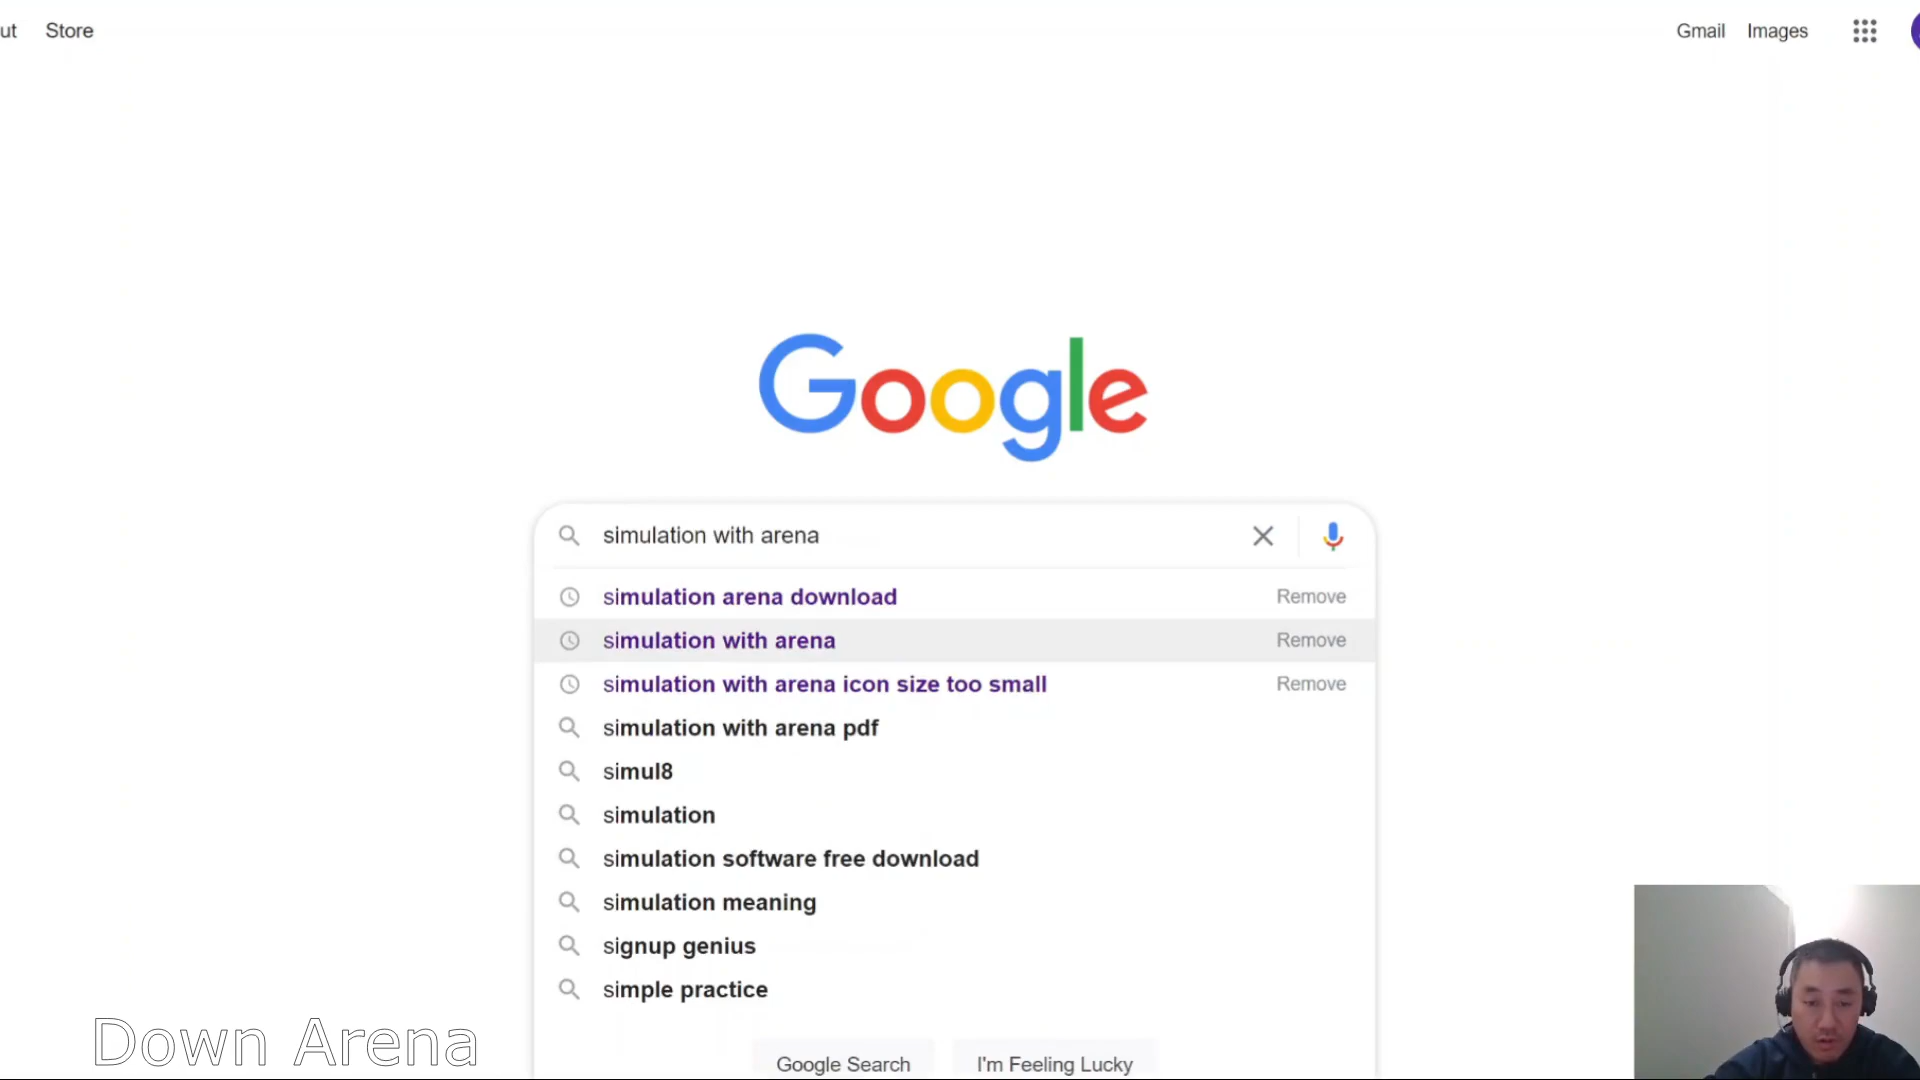 ut Store Gmail Images
Google
simulation with arena
simulation arena download Remove
simulation with arena Remove
simulation with arena icon size too small Remove
simulation with arena pdf
simul8
simulation
simulation software free download
simulation meaning
signup genius
simple practice
Google Search I'm Feeling Lucky
Down Arena